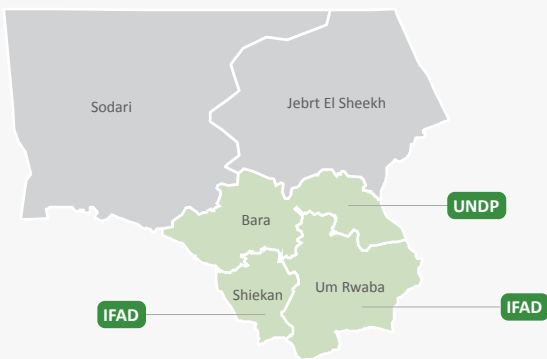 Sodari
Jebrt El Sheekh
UNDP
Bara
Shiekan
Um Rwaba
IFAD
IFAD